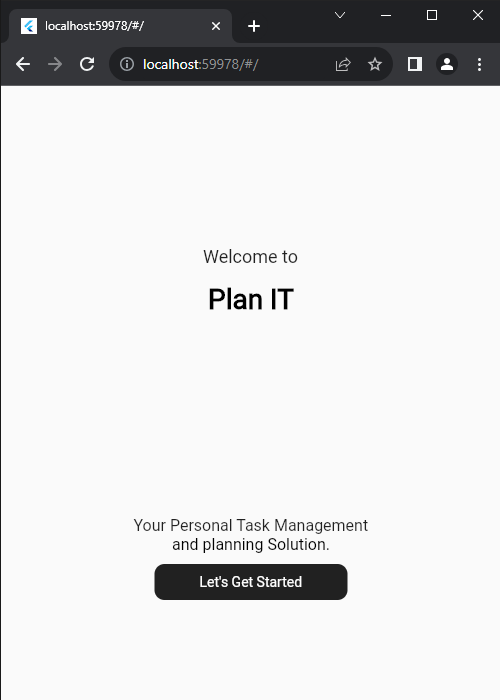 localhost:59978/#/
localhost:59978/#/
Welcome to
Plan IT
Your Personal Task Management
and planning Solution.
Let's Get Started